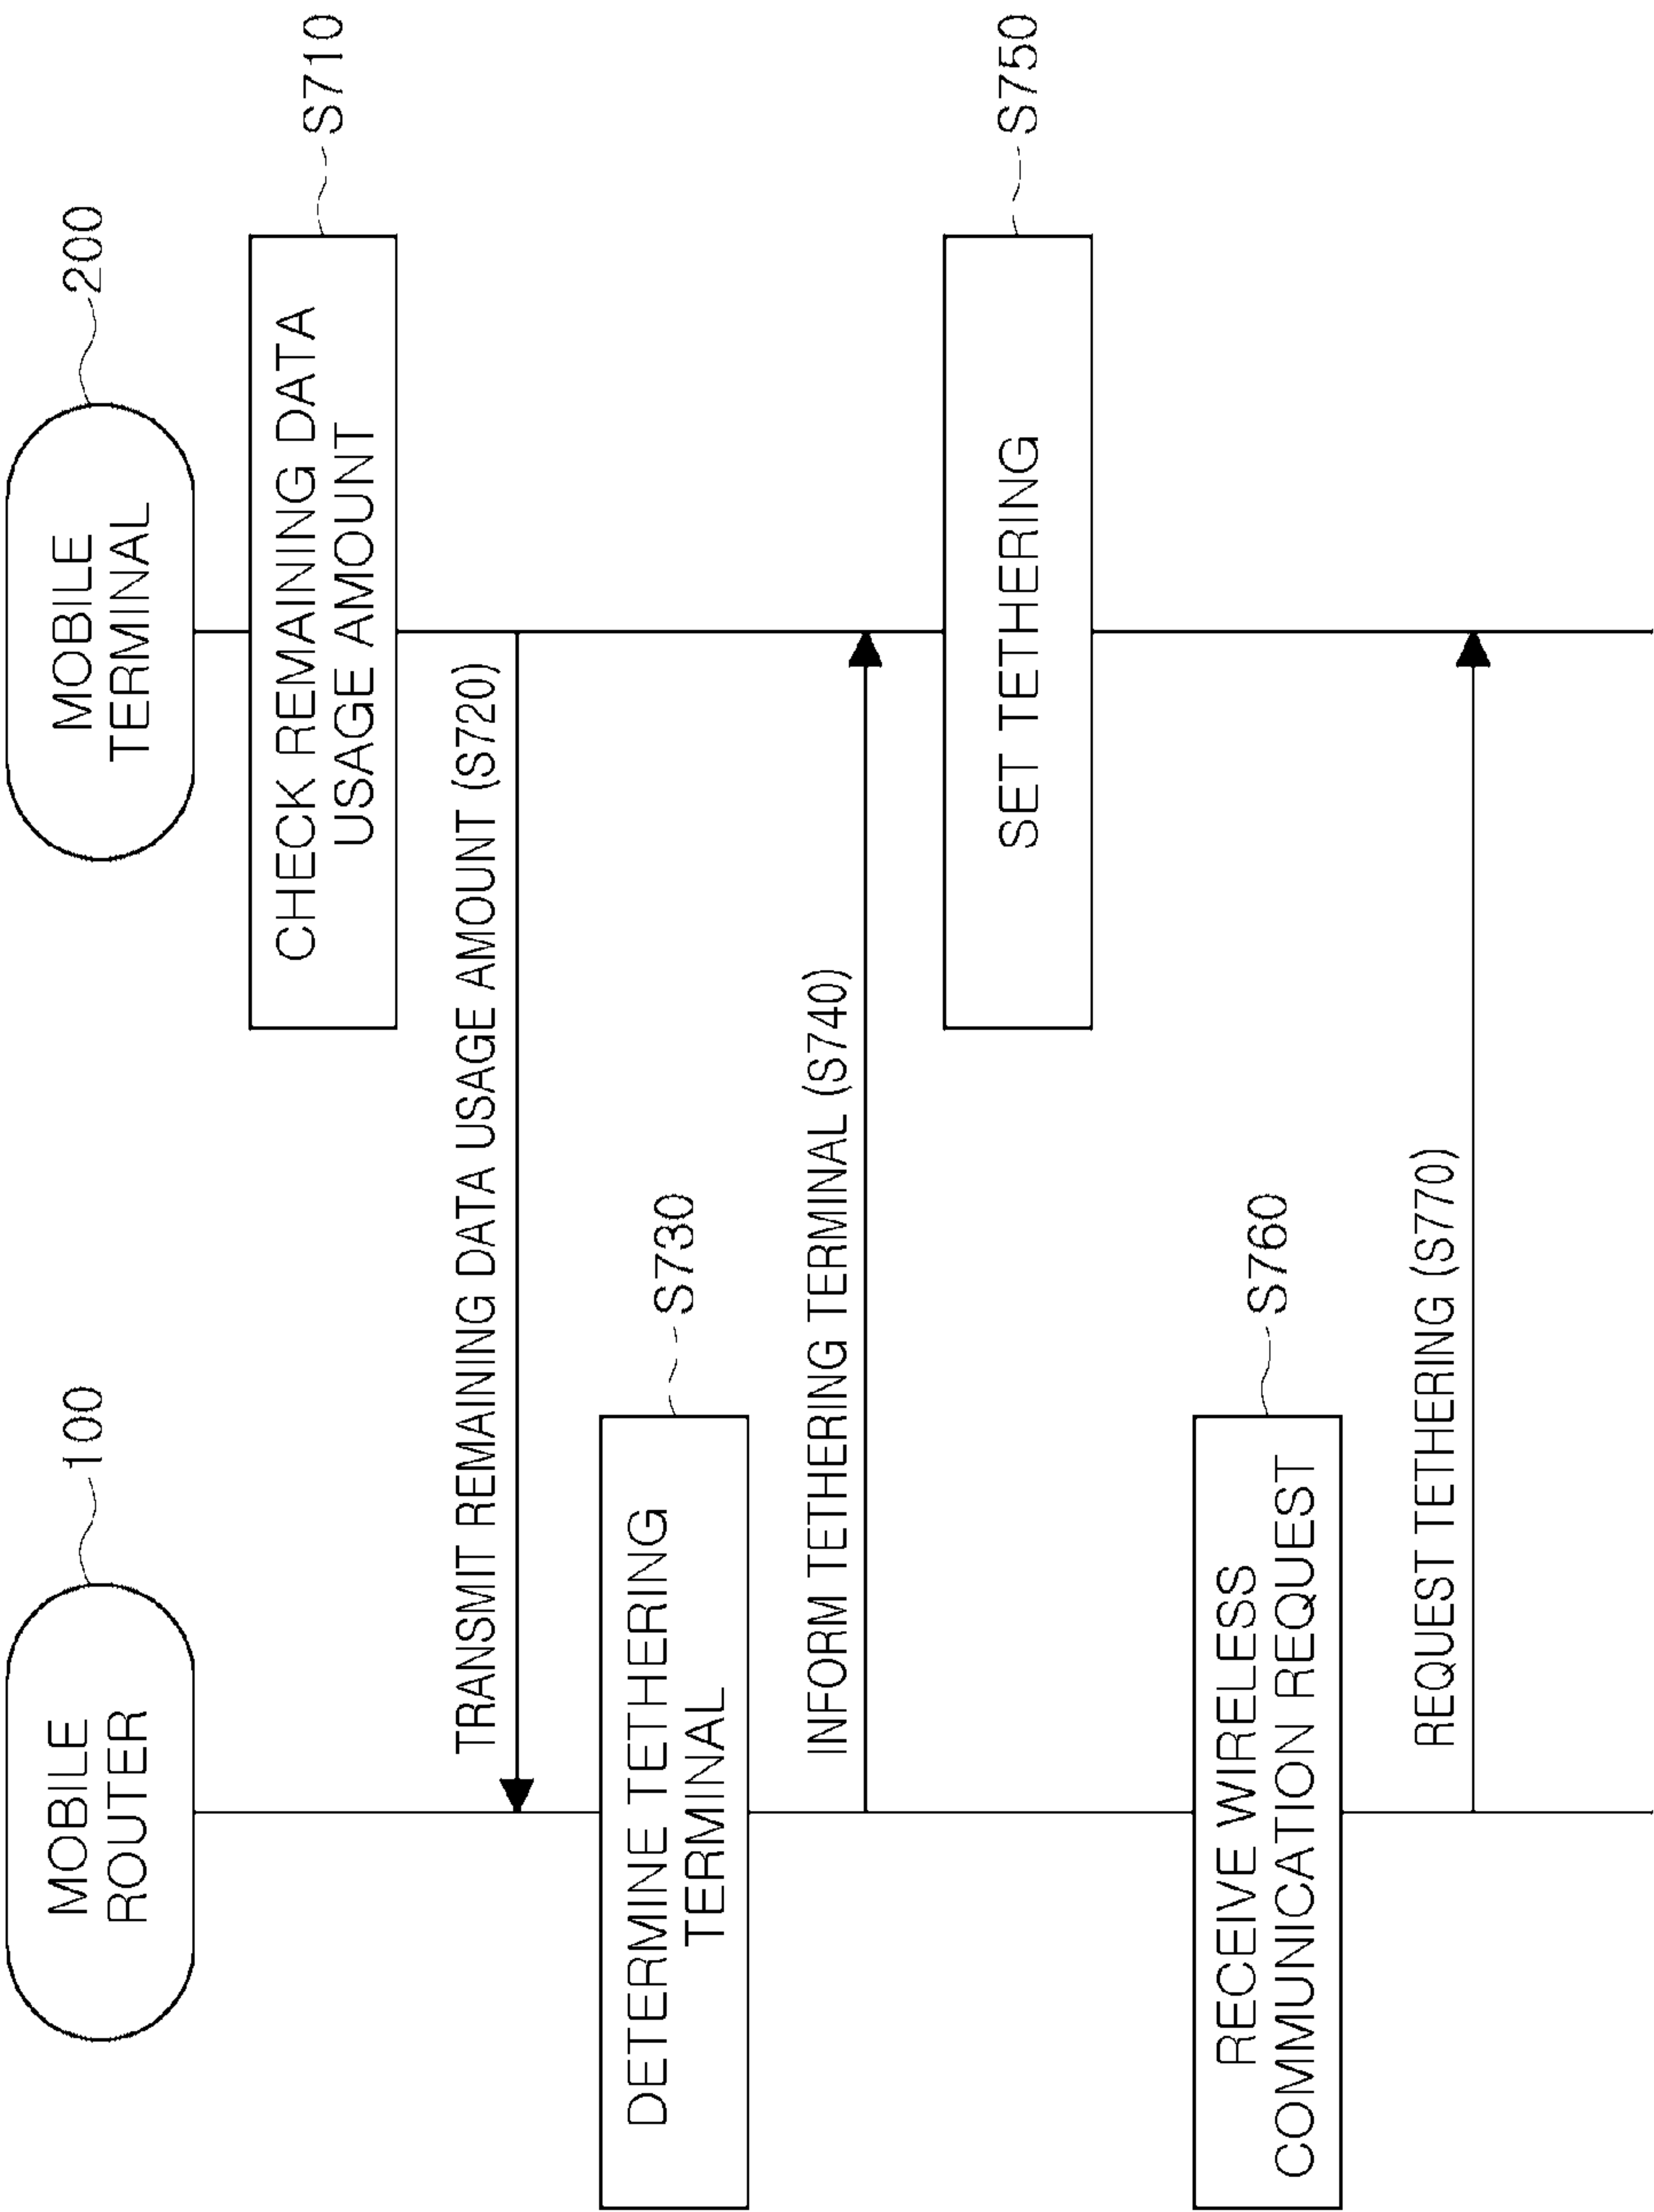 MOBILE
ROUTER
100
MOBILE
TERMINAL
200
CHECK REMAINING DATA
USAGE AMOUNT
S710
TRANSMIT REMAINING DATA USAGE AMOUNT (S720)
DETERMINE TETHERING
TERMINAL
S730
INFORM TETHERING TERMINAL (S740)
SET TETHERING
S750
RECEIVE WIRELESS
COMMUNICATION REQUEST
S760
REQUEST TETHERING (S770)